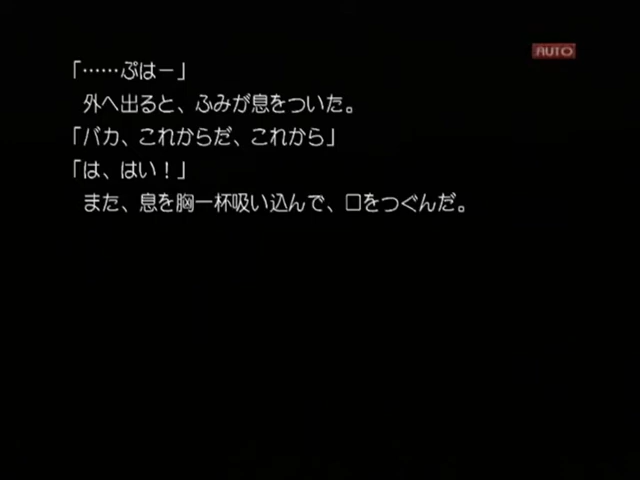 AUTO
「……ぷはー」
外へ出ると、ふみが息をついた。
「バカ、これからだ、これから」
「は、はい！」
また、息を胸一杯吸い込んで、口をつぐんだ。